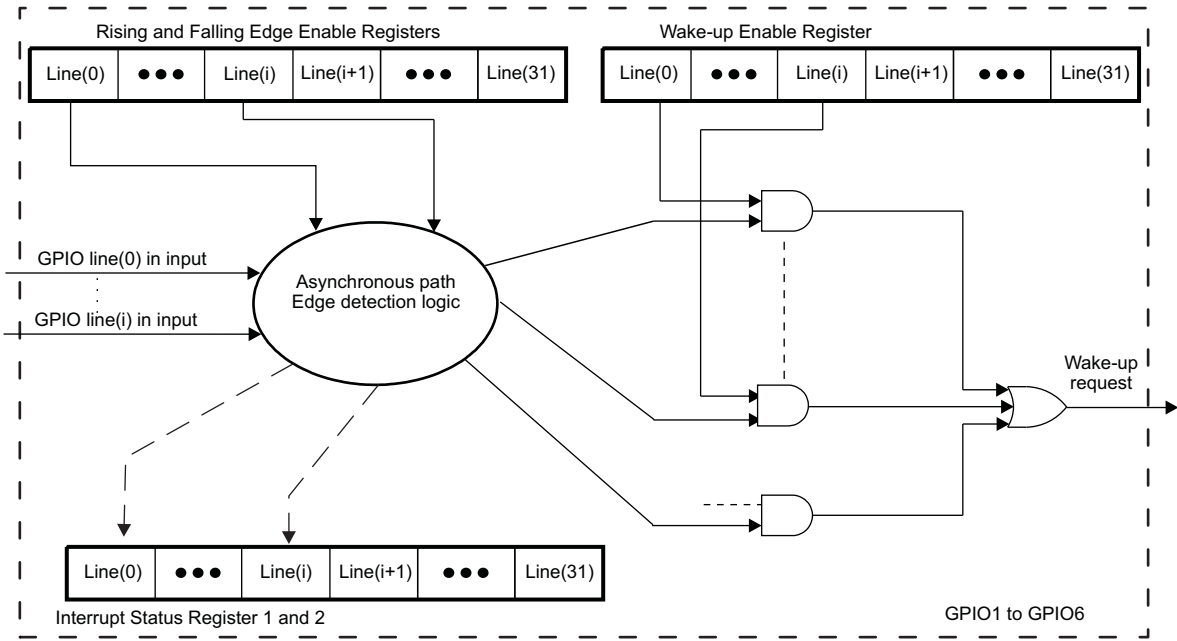 Rising and Falling Edge Enable Registers
Wake-up Enable Register
Line(0) ●●● Line(i) Line(i+1) ●●● Line(31)
Line(0) ●●● Line(i) Line(i+1) ●●● Line(31)
GPIO line(0) in input
GPIO line(i) in input
Asynchronous path
Edge detection logic
Wake-up
request
Line(0) ●●● Line(i) Line(i+1) ●●● Line(31)
Interrupt Status Register 1 and 2
GPIO1 to GPIO6